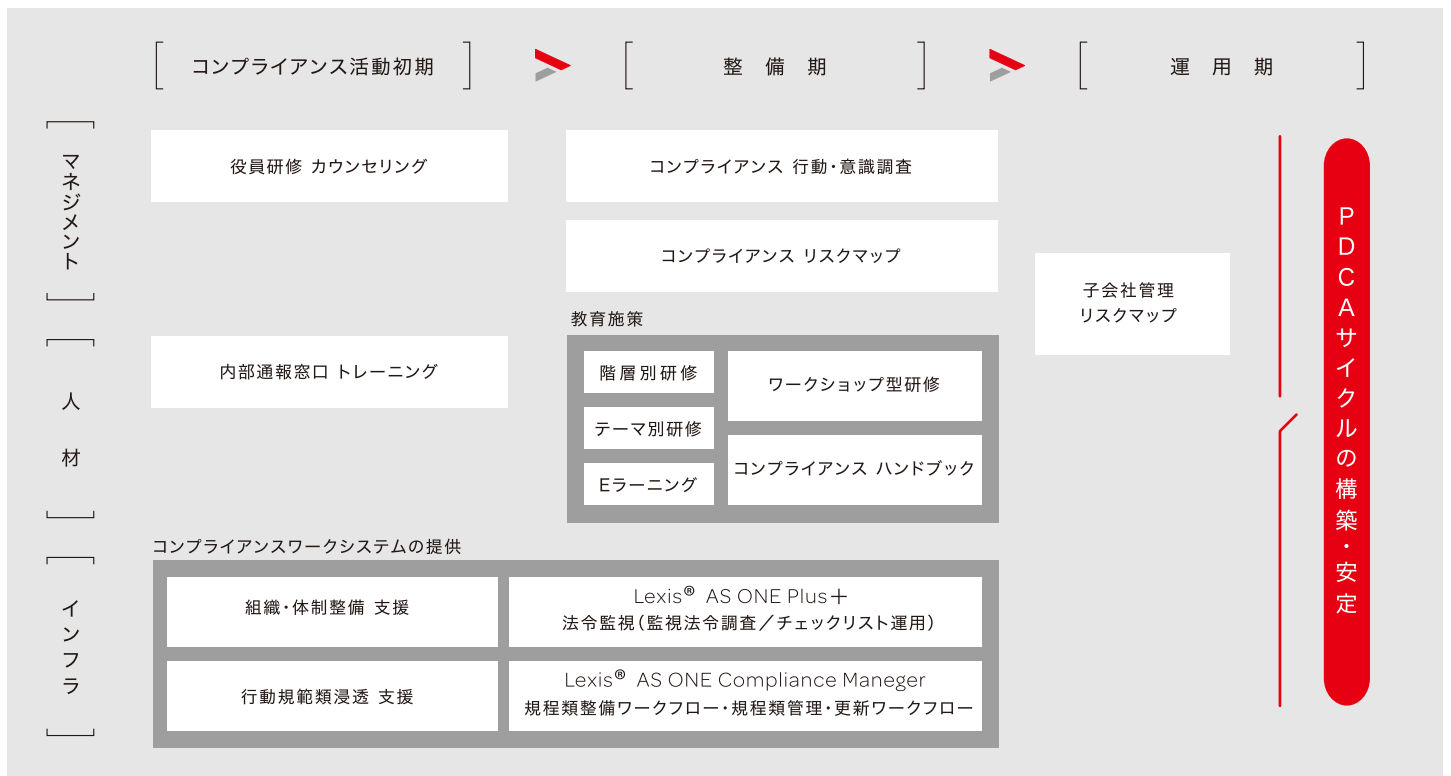 コンプライアンス活動初期
整備期
運用期
マネジメント
役員研修 カウンセリング
コンプライアンス 行動・意識調査
コンプライアンス リスクマップ
子会社管理
リスクマップ
人材
内部通報窓口 トレーニング
教育施策
階層別研修
テーマ別研修
Eラーニング
ワークショップ型研修
コンプライアンス ハンドブック
インフラ
コンプライアンスワークシステムの提供
組織・体制整備 支援
Lexis® AS ONE Plus＋
法令監視（監視法令調査／チェックリスト運用）
行動規範類浸透 支援
Lexis® AS ONE Compliance Maneger
規程類整備ワークフロー・規程類管理・更新ワークフロー
PDCAサイクルの構築・安定